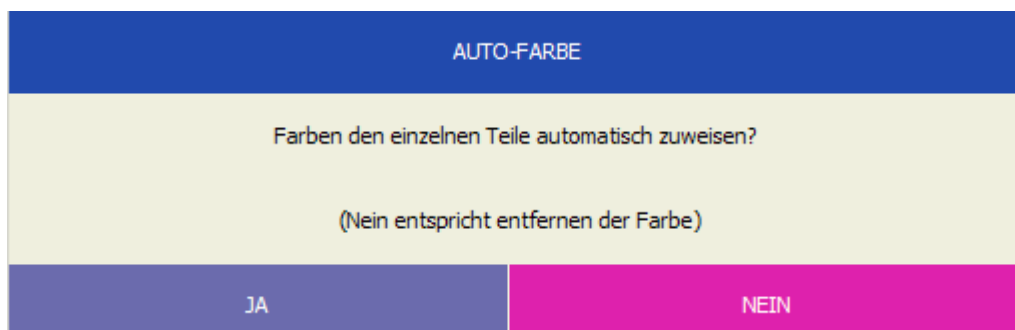 AUTO-FARBE
Farben den einzelnen Teile automatisch zuweisen?
(Nein entspricht entfernen der Farbe)
JA
NEIN